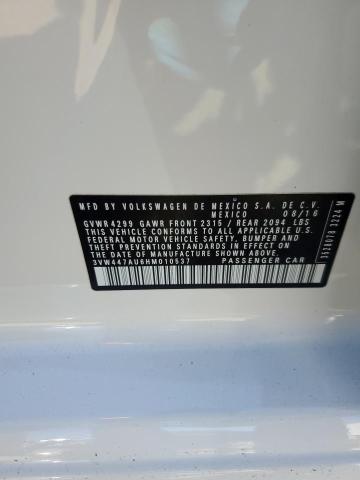 MFD BY VOLKSWAGEN DE MEXICO S.A. DE C.V.
MEXICO 08/16
GVWR 4299 GAWR FRONT 2315 / REAR 2094 LBS
THIS VEHICLE CONFORMS TO ALL APPLICABLE U.S.
FEDERAL MOTOR VEHICLE SAFETY, BUMPER AND
THEFT PREVENTION STANDARDS IN EFFECT ON
THE DATE OF MANUFACTURE SHOWN ABOVE.
3VW447AU6HM010537 PASSENGER CAR
3528078 3224 M